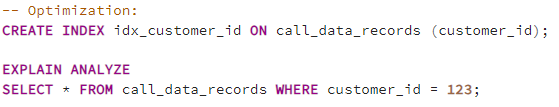 -- Optimization:
CREATE INDEX idx_customer_id ON call_data_records (customer_id);
EXPLAIN ANALYZE
SELECT * FROM call_data_records WHERE customer_id = 123;